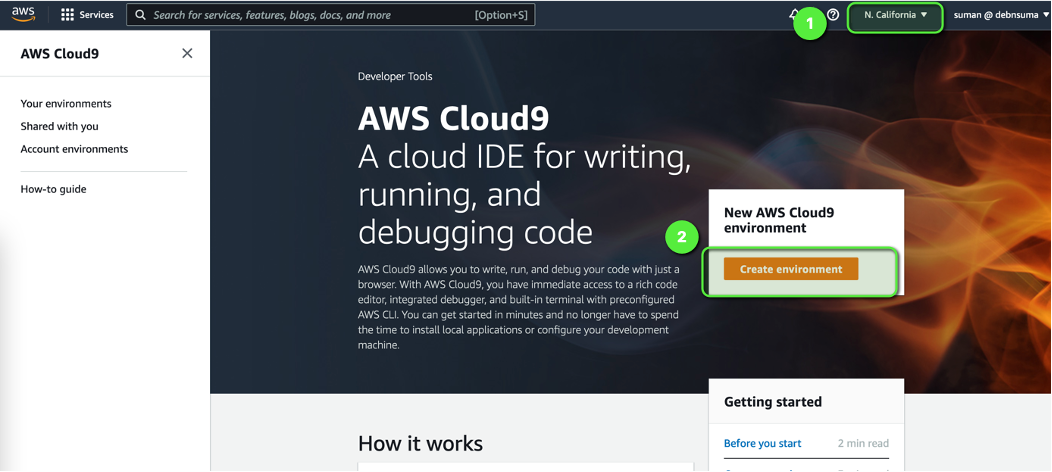 aws
Services
Search for services, features, blogs, docs, and more
[Option+S]
1
N. California
suman @ debnsuma
AWS Cloud9
Your environments
Shared with you
Account environments
How-to guide
Developer Tools
AWS Cloud9
A cloud IDE for writing,
running, and
debugging code
AWS Cloud9 allows you to write, run, and debug your code with just a
browser. With AWS Cloud9, you have immediate access to a rich code
editor, integrated debugger, and built-in terminal with preconfigured
AWS CLI. You can get started in minutes and no longer have to spend
the time to install local applications or configure your development
machine.
New AWS Cloud9
environment
2
Create environment
Getting started
Before you start
2 min read
How it works